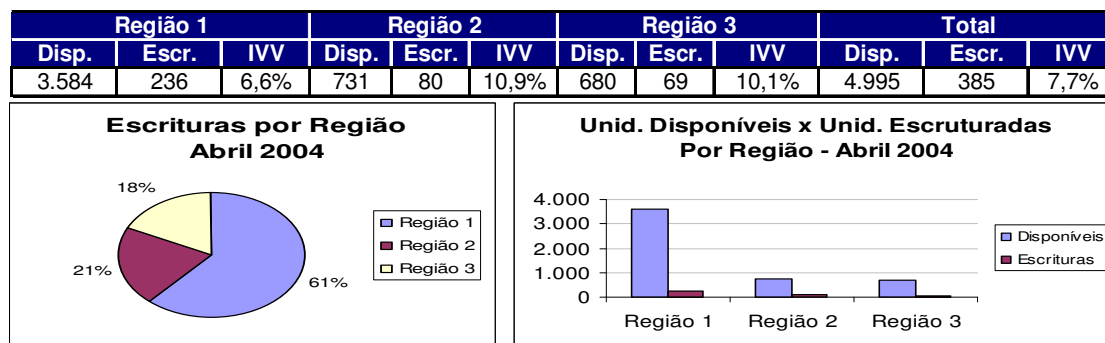 Região 1 Região 2 Região 3 Total
Disp. Escr. IVV Disp. Escr. IVV Disp. Escr. IVV Disp. Escr. IVV
3.584 236 6,6% 731 80 10,9% 680 69 10,1% 4.995 385 7,7%
Escrituras por Região
Abril 2004
18%
21%
61%
Região 1
Região 2
Região 3
Unid. Disponíveis x Unid. Escruturadas
Por Região - Abril 2004
4.000
3.000
2.000
1.000
0
Região 1 Região 2 Região 3
Disponíveis
Escrituras